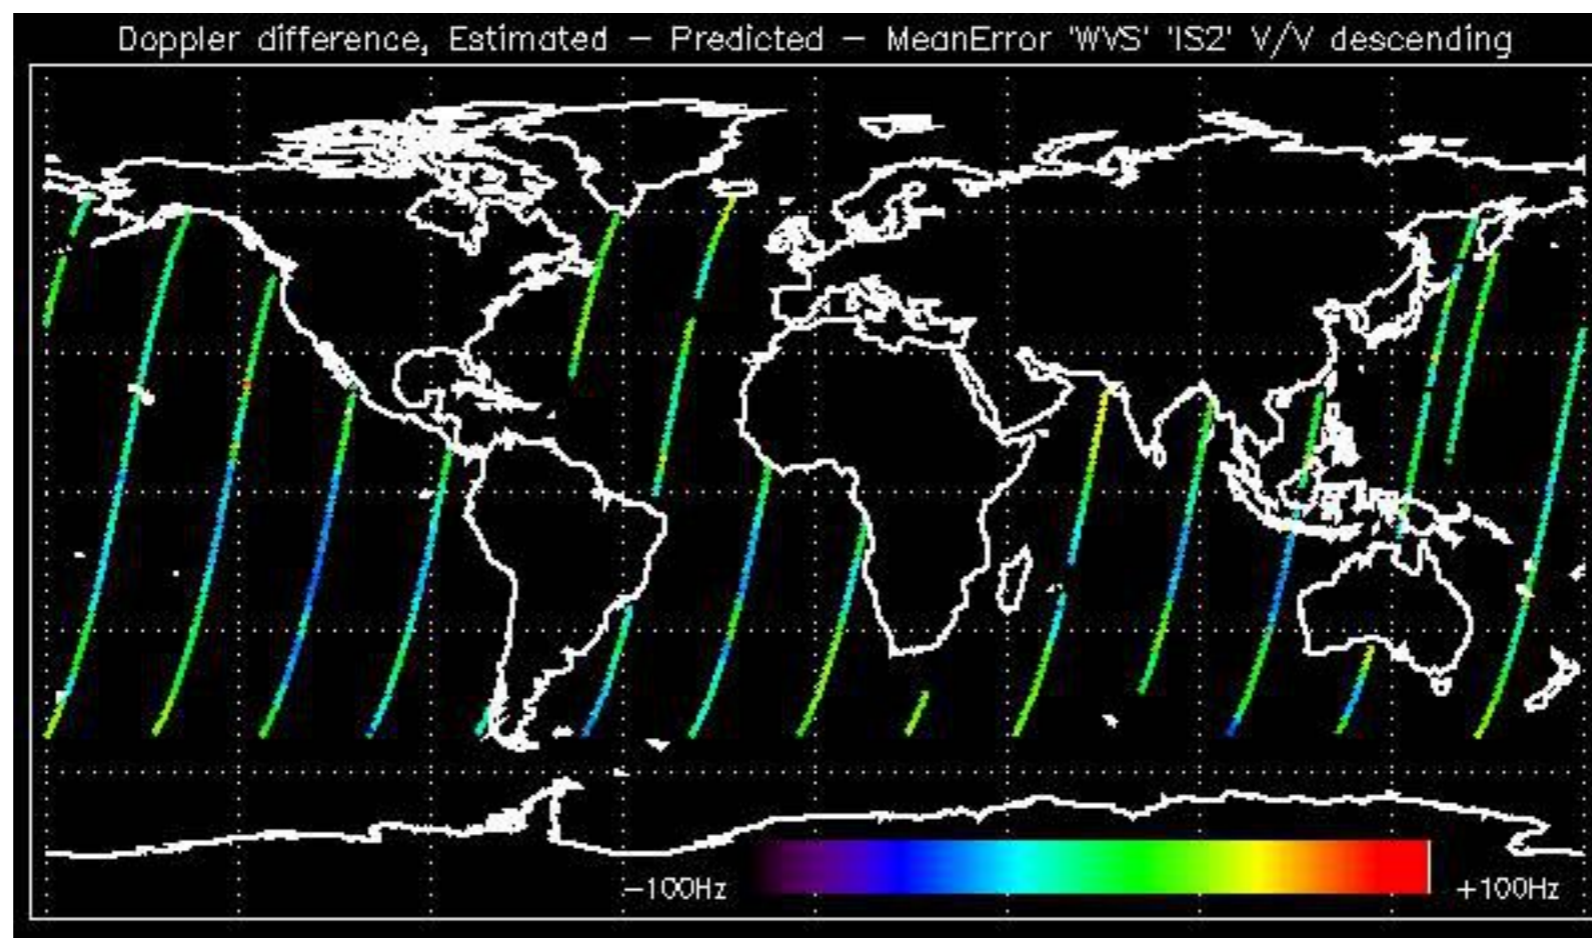 Doppler difference, Estimated – Predicted – MeanError 'WVS' 'IS2' V/V descending
–100Hz +100Hz